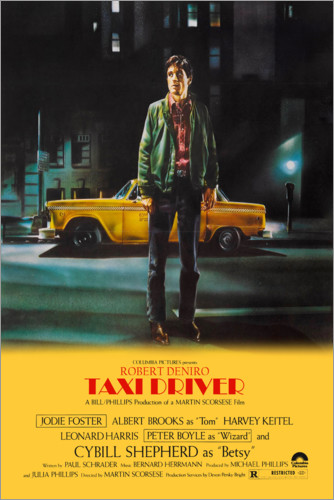 COLUMBIA PICTURES presents
ROBERT DENIRO
TAXI DRIVER
A BILL/PHILLIPS Production of a MARTIN SCORSESE Film
JODIE FOSTER ALBERT BROOKS as "Tom" HARVEY KEITEL
LEONARD HARRIS PETER BOYLE as "Wizard" and
CYBILL SHEPHERD as "Betsy"
Written by PAUL SCHRADER Music BERNARD HERRMANN Produced by MICHAEL PHILLIPS
and JULIA PHILLIPS Directed by MARTIN SCORSESE Production Services by Devon/Persky-Bright
R RESTRICTED
Columbia
Pictures